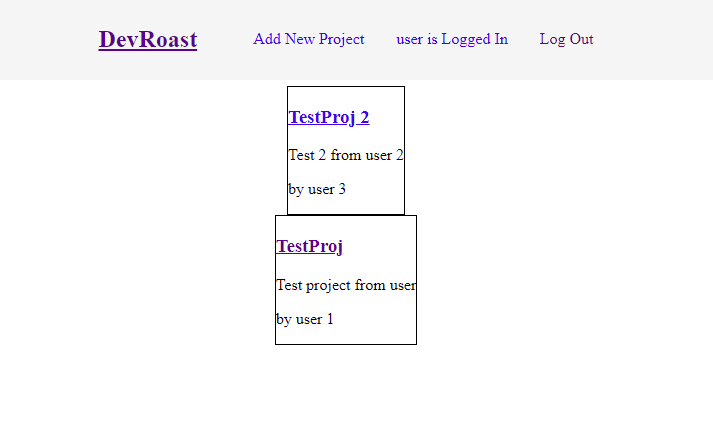 DevRoast Add New Project user is Logged In Log Out
TestProj 2
Test 2 from user 2
by user 3
TestProj
Test project from user
by user 1